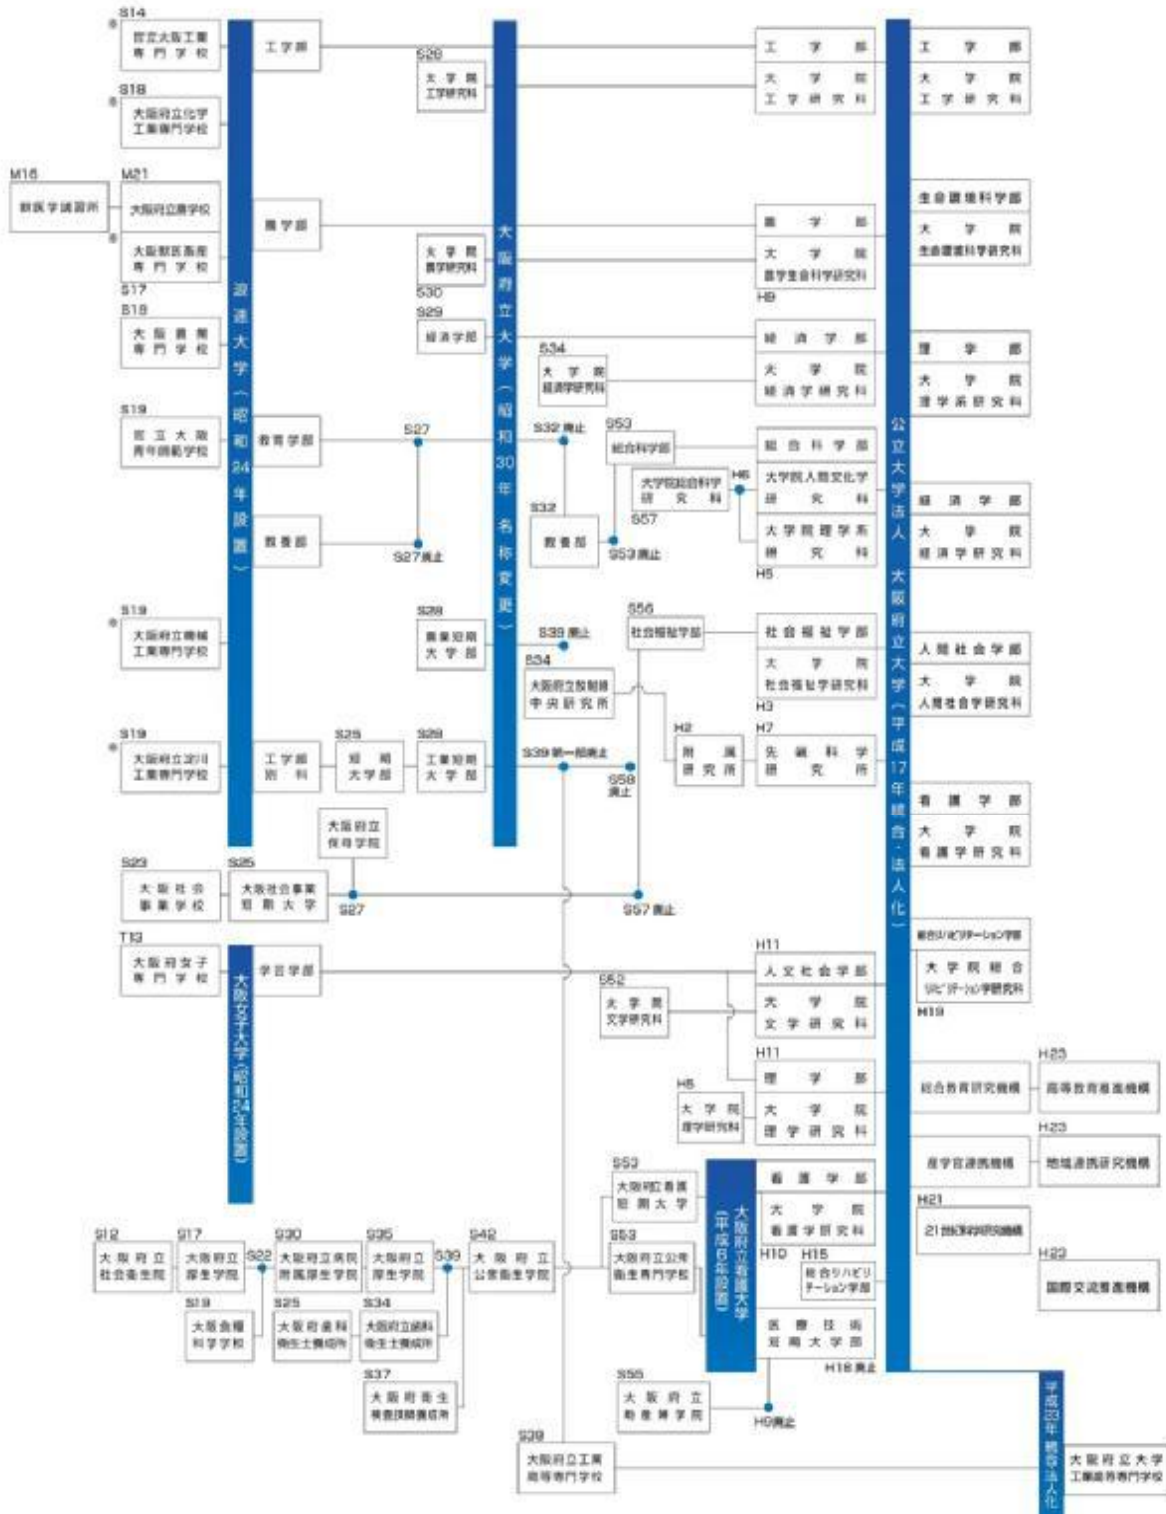 ※ S14
官立大阪工業
専門学校
工学部
※ S18
大阪府立化学
工業専門学校
M16
獣医学講習所
M21
大阪府立農学校
※
大阪獣医畜産
専門学校
S17
農学部
S18
大阪農業
専門学校
S19
官立大阪
青年師範学校
教育学部
教養部
S27
S27廃止
※ S19
大阪府立機械
工業専門学校
※ S19
大阪府立淀川
工業専門学校
工学部
別科
S25
短期
大学部
S28
工業短期
大学部
浪速大学(昭和24年設置)
S28
大学院
工学研究科
大学院
農学研究科
S30
S29
経済学部
S28
農業短期
大学部
大阪府立大学(昭和30年 名称変更)
S34
大学院
経済学研究科
S32廃止
S32
教養部
S53
総合科学部
S53廃止
大学院総合科学
研究科
S57
H6
S39廃止
S34
大阪府立放射線
中央研究所
S56
社会福祉学部
H2
附属
研究所
H7
先端科学
研究所
S39第一部廃止
S58
廃止
大阪府立
保母学院
S23
大阪社会
事業学校
S25
大阪社会事業
短期大学
S27
S57廃止
T13
大阪府女子
専門学校
大阪女子大学(昭和24年設置)
学芸学部
S52
大学院
文学研究科
H11
人文社会学部
大学院
文学研究科
H11
理学部
大学院
理学研究科
H5
大学院
理学研究科
工学部
大学院
工学研究科
農学部
大学院
農学生命科学研究科
H9
経済学部
大学院
経済学研究科
総合科学部
大学院人間文化学
研究科
大学院理学系
研究科
H5
社会福祉学部
大学院
社会福祉学研究科
H3
公立大学法人 大阪府立大学(平成17年統合・法人化)
工学部
大学院
工学研究科
生命環境科学部
大学院
生命環境科学研究科
理学部
大学院
理学系研究科
経済学部
大学院
経済学研究科
人間社会学部
大学院
人間社会学研究科
看護学部
大学院
看護学研究科
総合リハビリテーション学部
大学院総合
リハビリテーション学研究科
H19
総合教育研究機構
H23
高等教育推進機構
産学官連携機構
H23
地域連携研究機構
H21
21世紀科学研究機構
H23
国際交流推進機構
S12
大阪府立
社会衛生院
S17
大阪府立
厚生学院
S22
S19
大阪食糧
科学学校
S30
大阪府立病院
附属厚生学院
S25
大阪府歯科
衛生士養成所
S35
大阪府立
厚生学院
S34
大阪府立歯科
衛生士養成所
S39
S37
大阪府衛生
検査技師養成所
S42
大阪府立
公衆衛生学院
S53
大阪府立看護
短期大学
S53
大阪府立公衆
衛生専門学校
大阪府立看護大学
(平成6年設置)
看護学部
大学院
看護学研究科
H10
H15
総合リハビリ
テーション学部
医療技術
短期大学部
H18廃止
S55
大阪府立
助産婦学院
H9廃止
S38
大阪府立工業
高等専門学校
平成23年 統合・法人化
大阪府立大学
工業高等専門学校